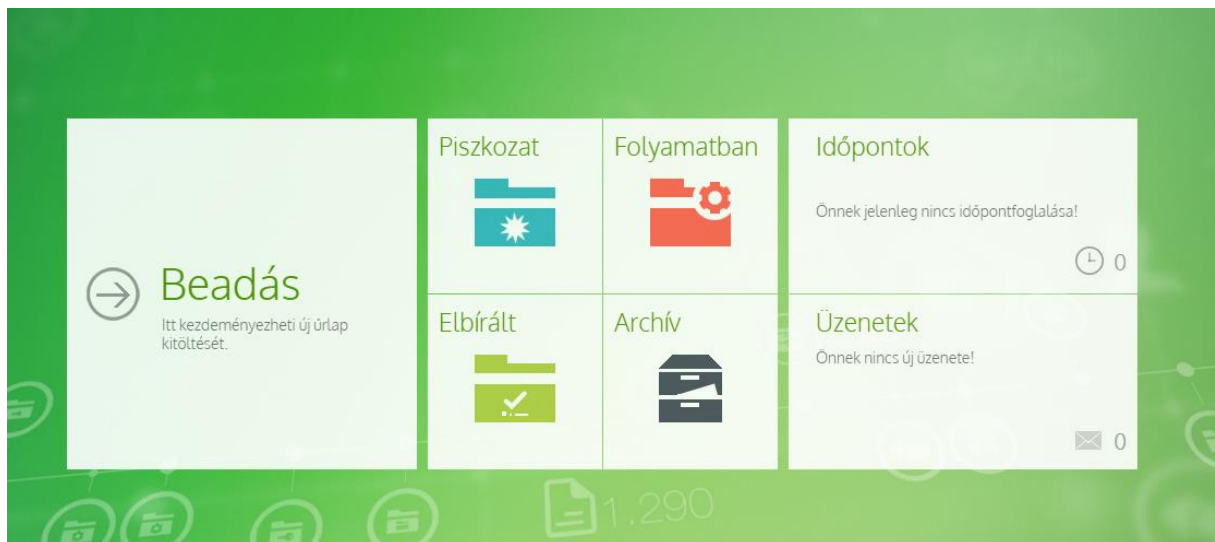 Beadás
Itt kezdeményezheti új űrlap
kitöltését.
Piszkozat
Folyamatban
Elbírált
Archív
Időpontok
Önnek jelenleg nincs időpontfoglalása!
0
Üzenetek
Önnek nincs új üzenete!
0
1.290